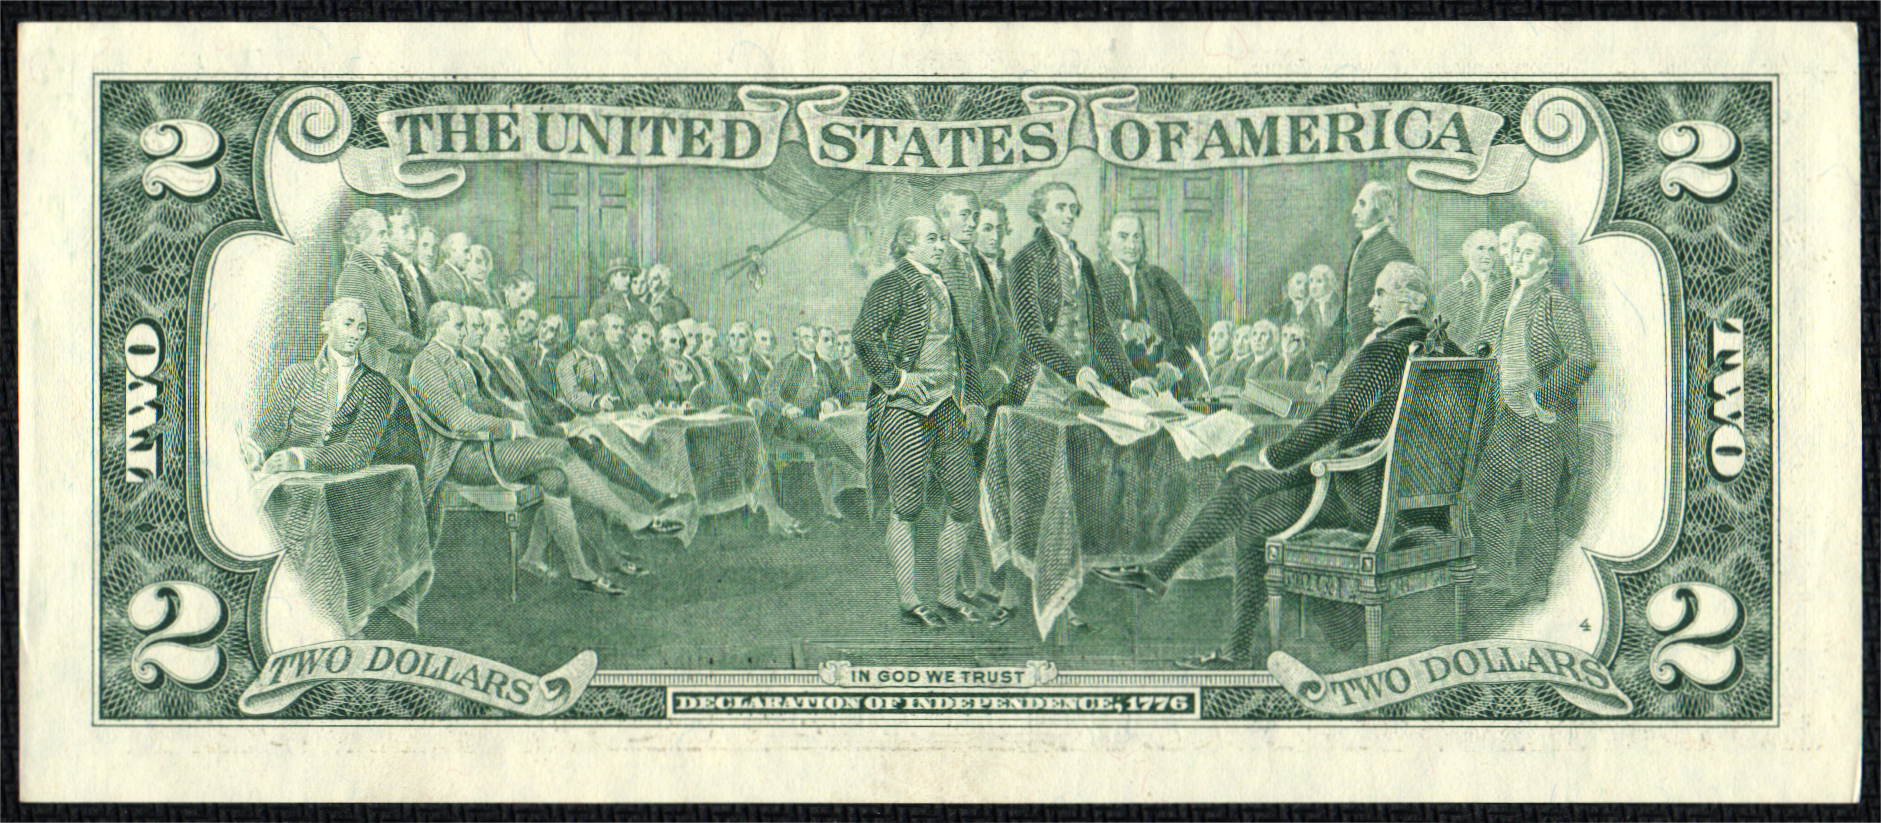 2 THE UNITED STATES OF AMERICA 2
TWO
TWO
4
2 TWO DOLLARS IN GOD WE TRUST TWO DOLLARS 2
DECLARATION OF INDEPENDENCE, 1776